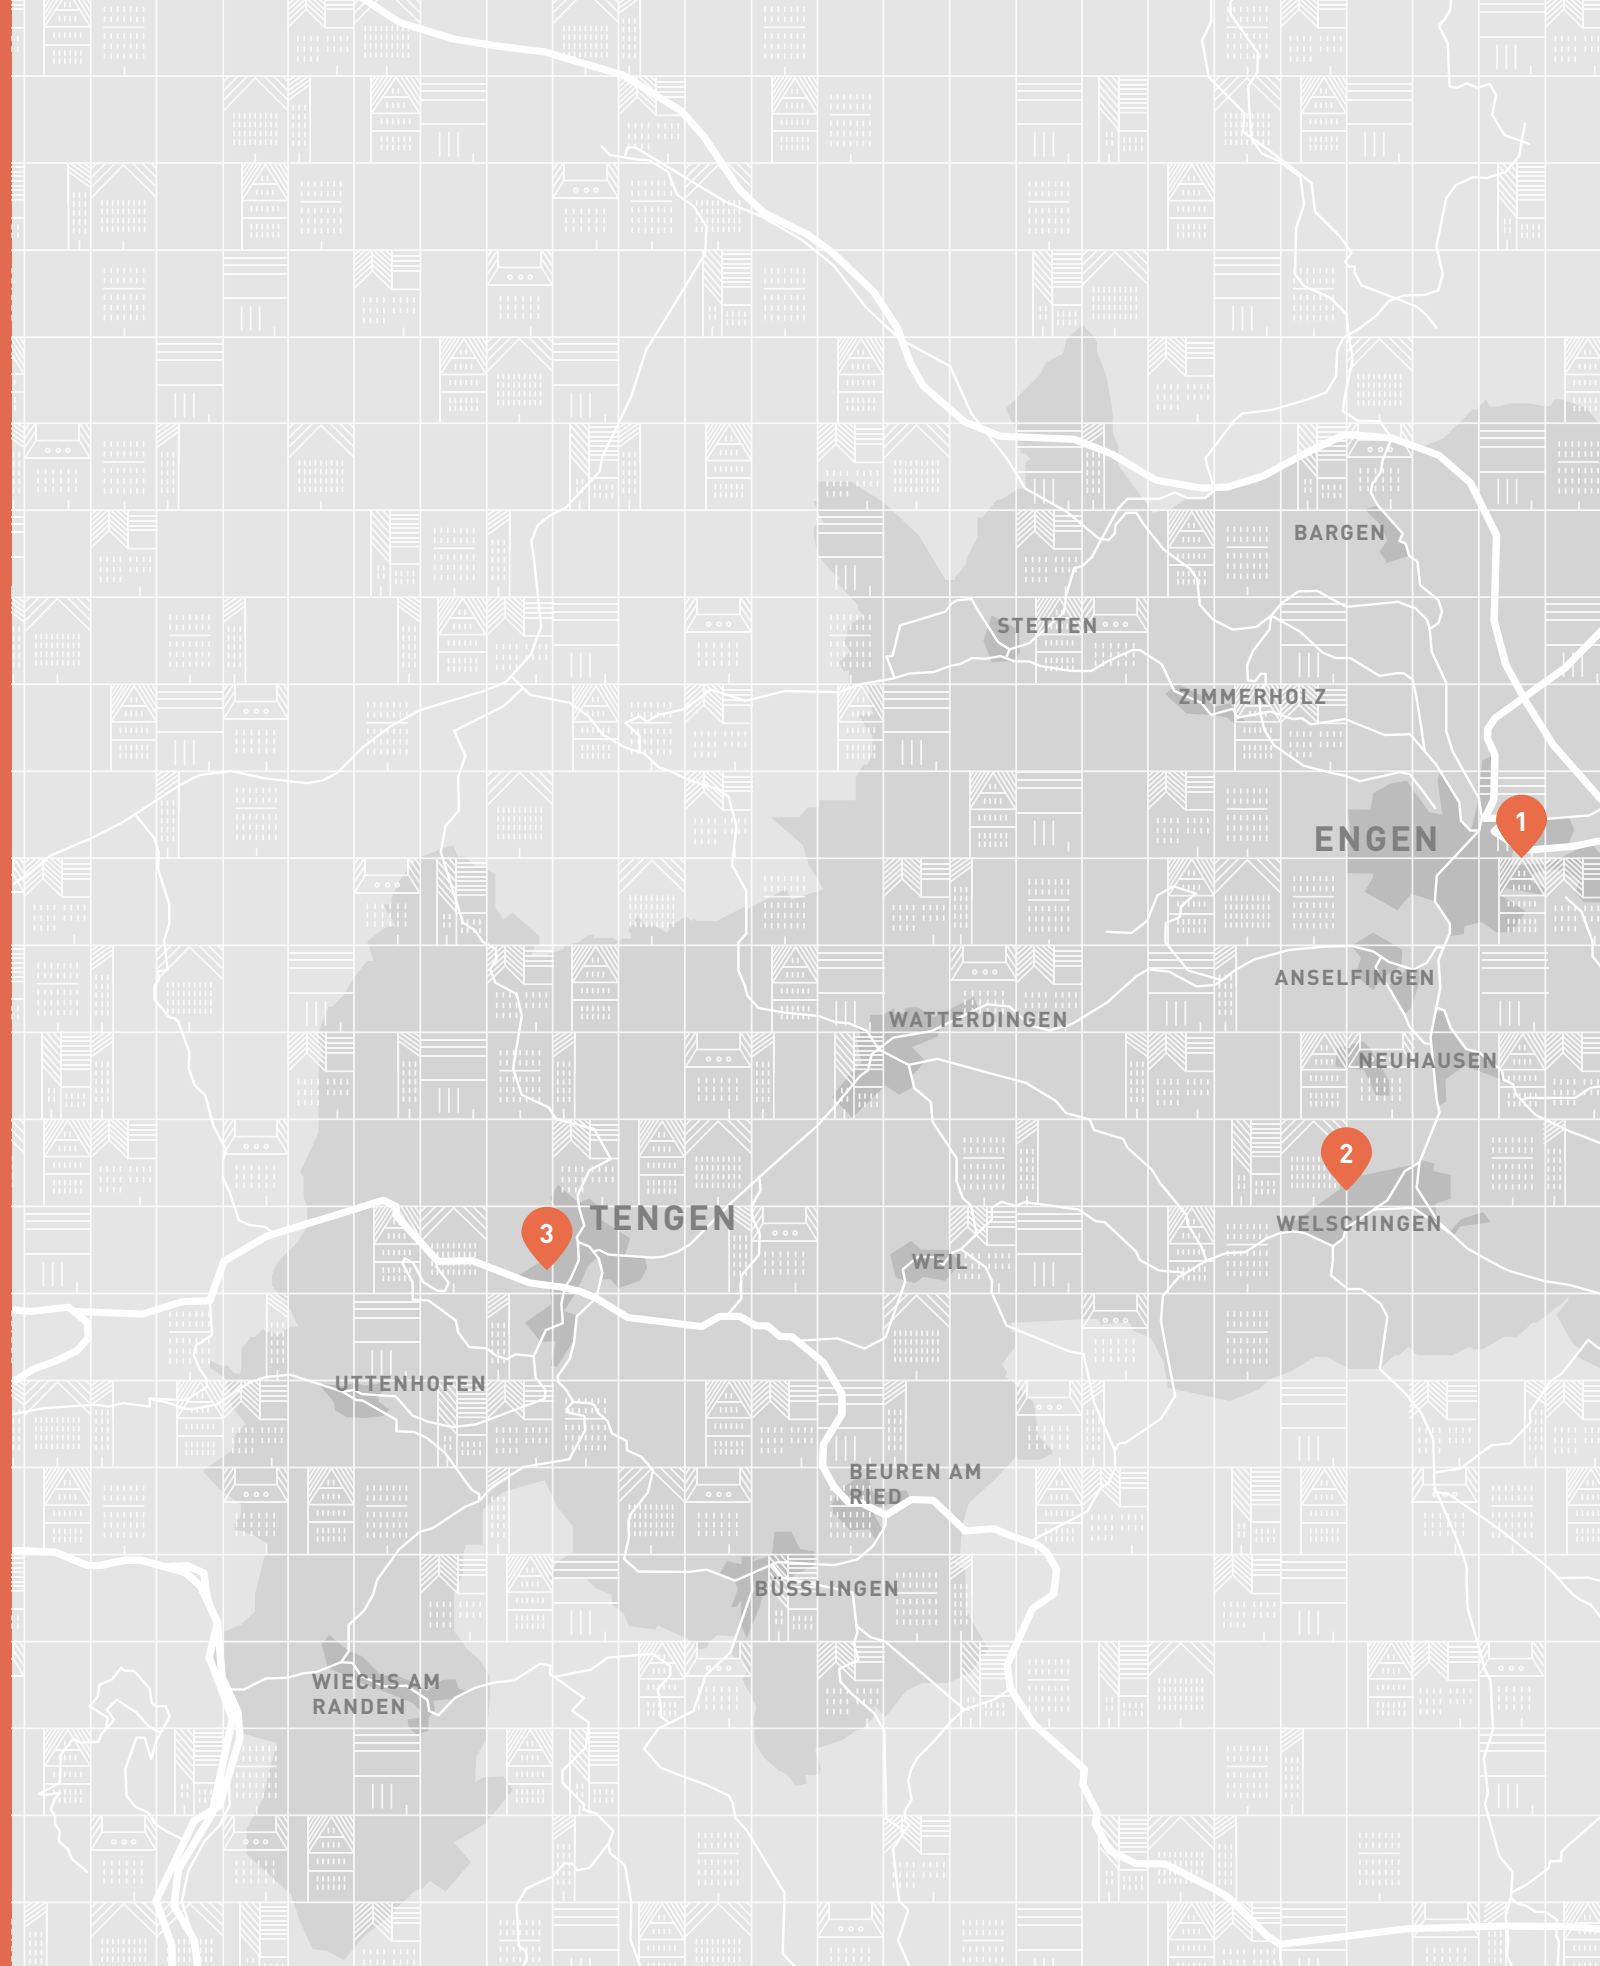 BARGEN
STETTEN
ZIMMERHOLZ
1
ENGEN
ANSELFINGEN
WATTERDINGEN
NEUHAUSEN
2
TENGEN
3
WELSCHINGEN
WEIL
UTTENHOFEN
BEUREN AM
RIED
BÜSSLINGEN
WIECHS AM
RANDEN